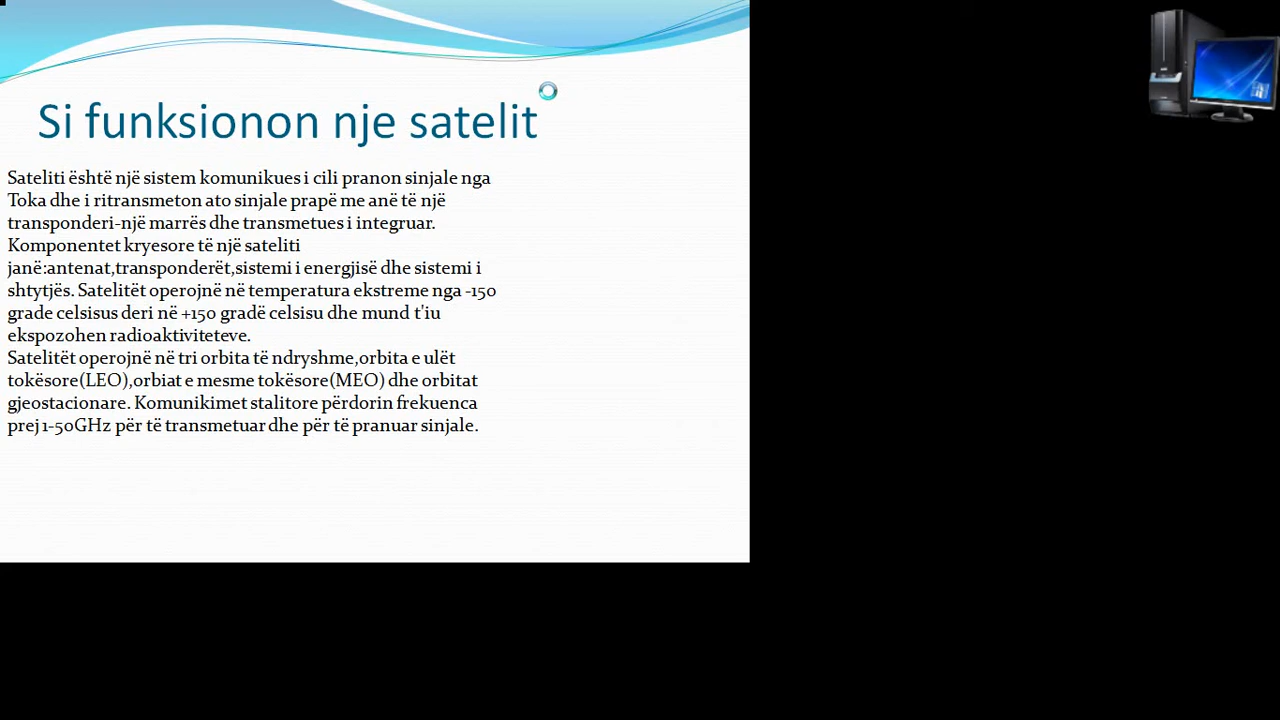 Si funksionon nje satelit
Sateliti është një sistem komunikues i cili pranon sinjale nga
Toka dhe i ritransmeton ato sinjale prapë me anë të një
transponderi-një marrës dhe transmetues i integruar.
Komponentet kryesore të një sateliti
janë:antenat,transponderët,sistemi i energjisë dhe sistemi i
shtytjës. Satelitët operojnë në temperatura ekstreme nga -150
grade celsisus deri në +150 gradë celsisu dhe mund t'iu
ekspozohen radioaktiviteteve.
Satelitët operojnë në tri orbita të ndryshme,orbita e ulët
tokësore(LEO),orbiat e mesme tokësore(MEO) dhe orbitat
gjeostacionare. Komunikimet stalitore përdorin frekuenca
prej 1-50GHz për të transmetuar dhe për të pranuar sinjale.